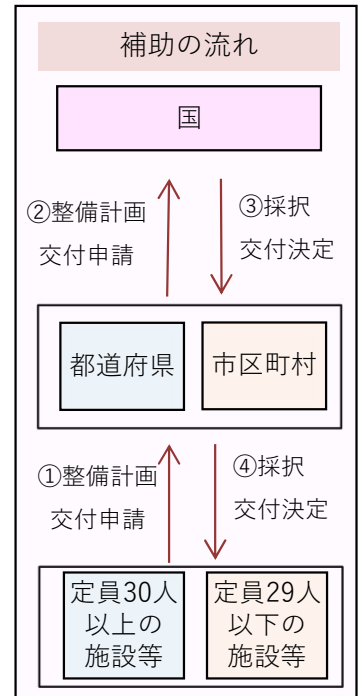 補助の流れ
国
②整備計画
交付申請
③採択
交付決定
都道府県
市区町村
①整備計画
交付申請
④採択
交付決定
定員30人
以上の
施設等
定員29人
以下の
施設等